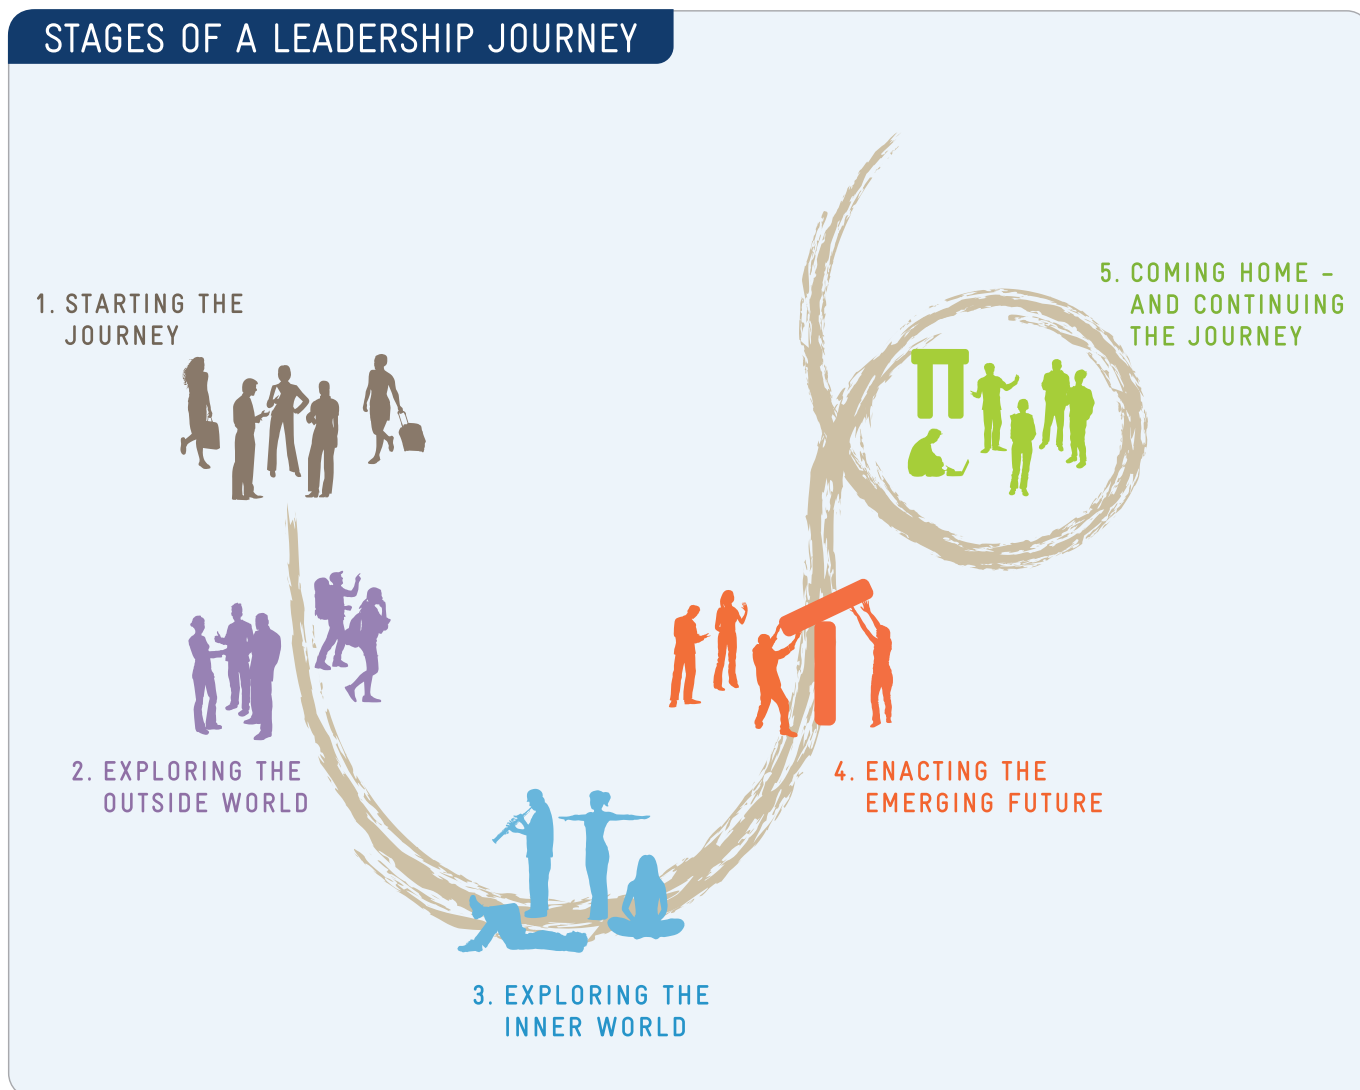 STAGES OF A LEADERSHIP JOURNEY
1. STARTING THE
JOURNEY
2. EXPLORING THE
OUTSIDE WORLD
3. EXPLORING THE
INNER WORLD
4. ENACTING THE
EMERGING FUTURE
5. COMING HOME –
AND CONTINUING
THE JOURNEY